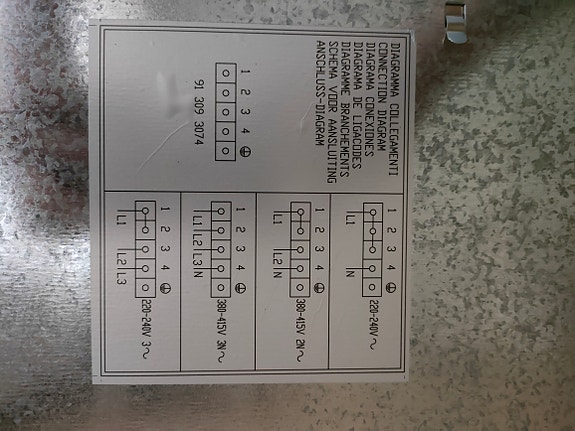 DIAGRAMMA COLLEGAMENTI
CONNECTION DIAGRAM
DIAGRAMA CONEXIONES
DIAGRAMA DE LIGACOES
DIAGRAMME BRANCHEMENTS
SCHEMA VOOR AANSLUITING
ANSCHLUSS-DIAGRAM
1 2 3 4
91 309 3074
1 2 3 4
L1 N
220-240V ~
1 2 3 4
L1 L2 N
380-415V 2N ~
1 2 3 4
L1 L2 L3 N
380-415V 3N ~
1 2 3 4
L1 L2 L3
220-240V 3 ~